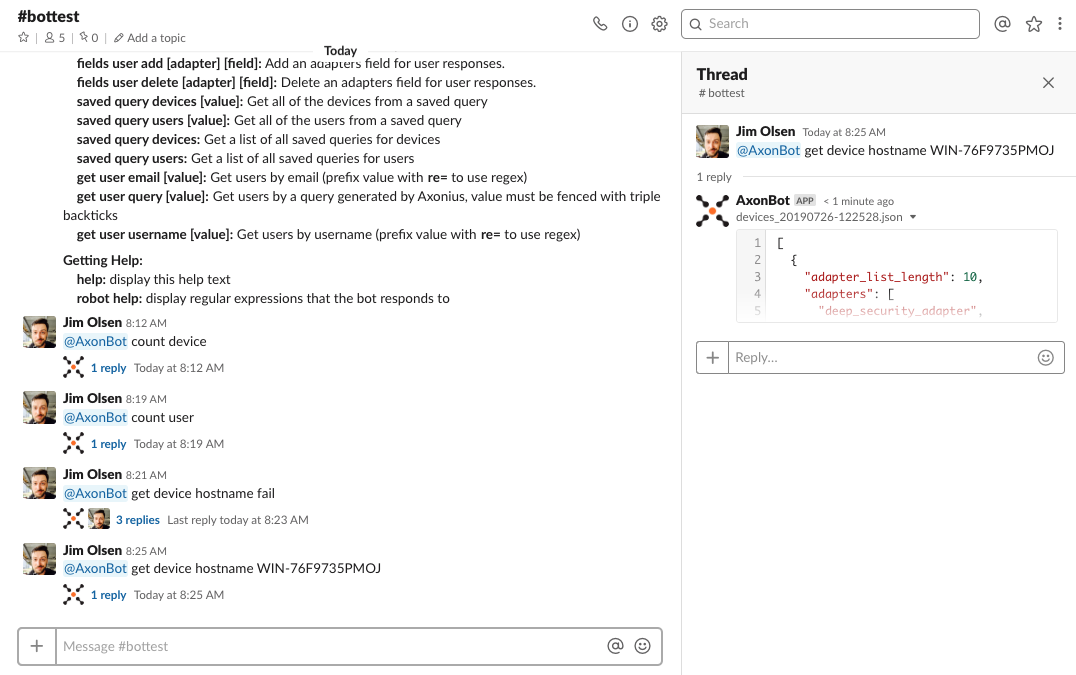 #bottest
5 | 0 | Add a topic
Search
Today
fields user add [adapter] [field]: Add an adapters field for user responses.
fields user delete [adapter] [field]: Delete an adapters field for user responses.
saved query devices [value]: Get all of the devices from a saved query
saved query users [value]: Get all of the users from a saved query
saved query devices: Get a list of all saved queries for devices
saved query users: Get a list of all saved queries for users
get user email [value]: Get users by email (prefix value with re= to use regex)
get user query [value]: Get users by a query generated by Axonius, value must be fenced with triple
backticks
get user username [value]: Get users by username (prefix value with re= to use regex)
Getting Help:
help: display this help text
robot help: display regular expressions that the bot responds to
Jim Olsen 8:12 AM
@AxonBot count device
1 reply Today at 8:12 AM
Jim Olsen 8:19 AM
@AxonBot count user
1 reply Today at 8:19 AM
Jim Olsen 8:21 AM
@AxonBot get device hostname fail
3 replies Last reply today at 8:23 AM
Jim Olsen 8:25 AM
@AxonBot get device hostname WIN-76F9735PMOJ
1 reply Today at 8:25 AM
Message #bottest
Thread
# bottest
Jim Olsen Today at 8:25 AM
@AxonBot get device hostname WIN-76F9735PMOJ
1 reply
AxonBot APP < 1 minute ago
devices_20190726-122528.json
1 [
2 {
3 "adapter_list_length": 10,
4 "adapters": [
5 "deep_security_adapter",
Reply...